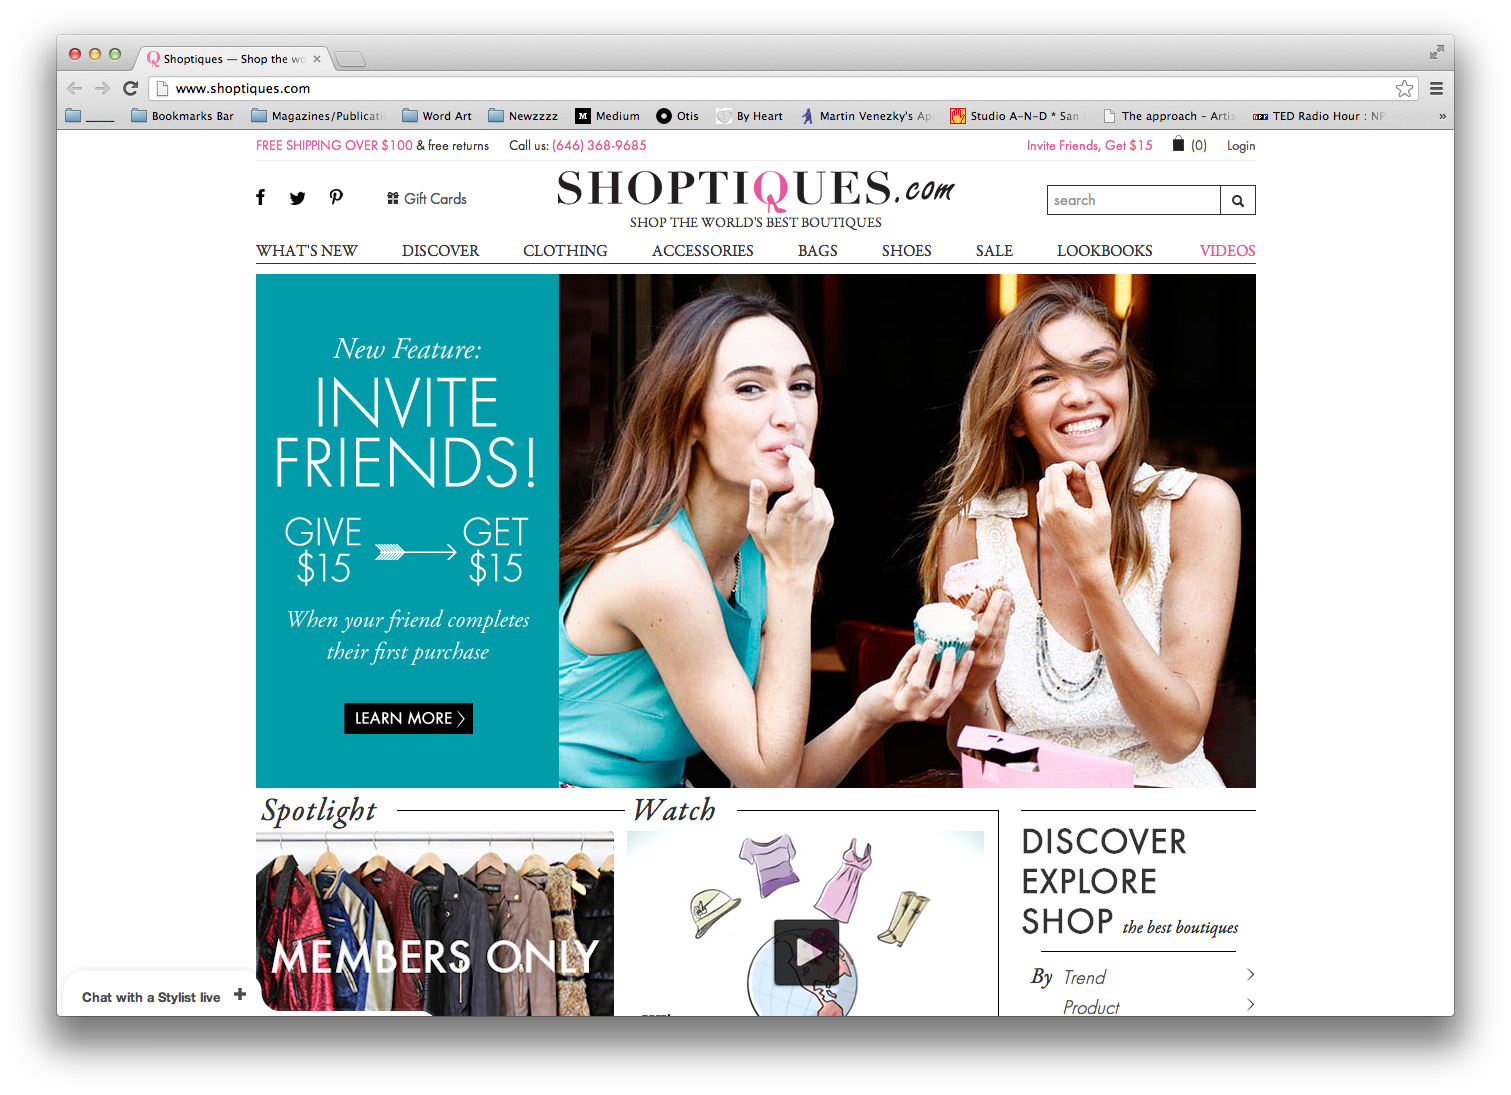 Shoptiques — Shop the wo
www.shoptiques.com
Bookmarks Bar Magazines/Publicati Word Art Newzzzz M Medium Otis By Heart Martin Venezky's Ap Studio A-N-D * San The approach - Artis TED Radio Hour : NP »
FREE SHIPPING OVER $100 & free returns Call us: (646) 368-9685 Invite Friends, Get $15 (0) Login
Gift Cards
SHOPTIQUES.com
search
SHOP THE WORLD'S BEST BOUTIQUES
WHAT'S NEW DISCOVER CLOTHING ACCESSORIES BAGS SHOES SALE LOOKBOOKS VIDEOS
New Feature:
INVITE
FRIENDS!
GIVE GET
$15 $15
When your friend completes
their first purchase
LEARN MORE
Spotlight
MEMBERS ONLY
Watch
DISCOVER
EXPLORE
SHOP the best boutiques
By Trend
Product
Chat with a Stylist live +